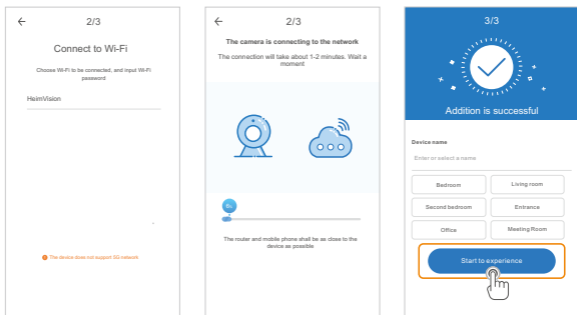 2/3
Connect to Wi-Fi
Choose Wi-Fi to be connected, and input Wi-Fi
password
HeimVision
The device does not support 5G network
2/3
The camera is connecting to the network
The connection will take about 1-2 minutes. Wait a
moment
The router and mobile phone shall be as close to the
device as possible
3/3
Addition is successful
Device name
Enter or select a name
Bedroom
Living room
Second bedroom
Entrance
Office
Meeting Room
Start to experience